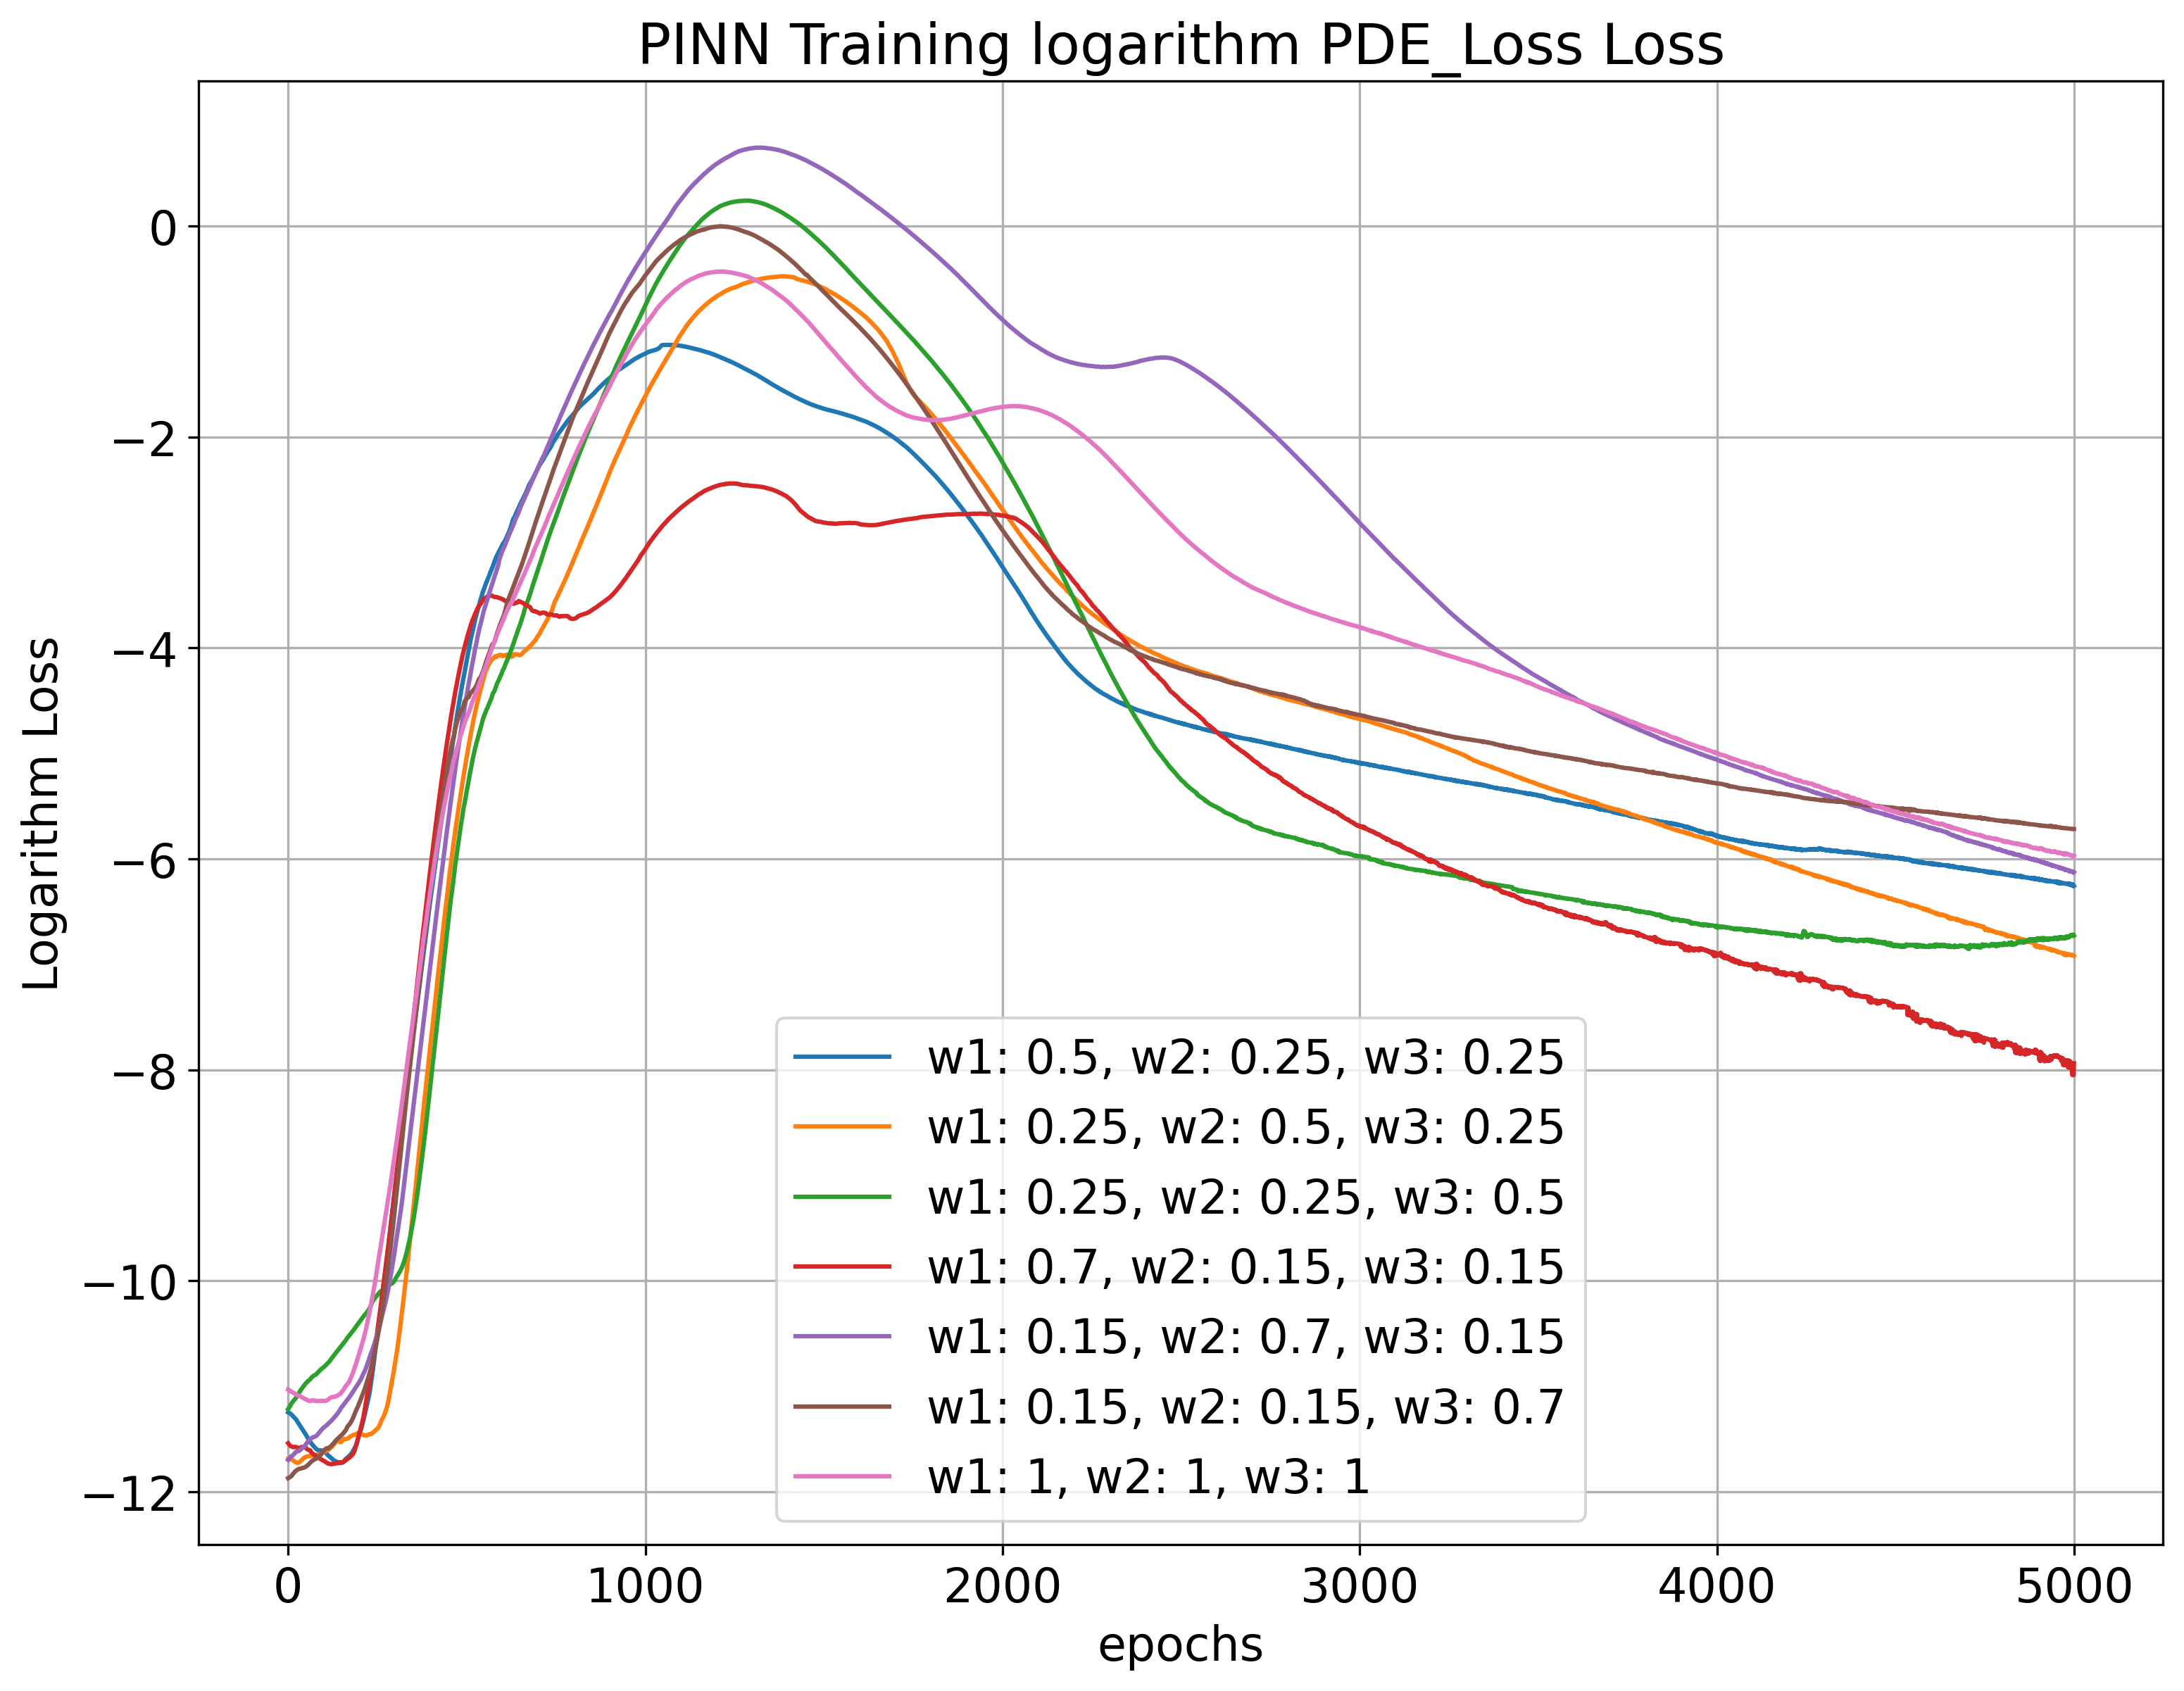 PINN Training logarithm PDE_Loss Loss
Logarithm Loss
0
−2
−4
−6
−8
−10
−12
w1: 0.5, w2: 0.25, w3: 0.25
w1: 0.25, w2: 0.5, w3: 0.25
w1: 0.25, w2: 0.25, w3: 0.5
w1: 0.7, w2: 0.15, w3: 0.15
w1: 0.15, w2: 0.7, w3: 0.15
w1: 0.15, w2: 0.15, w3: 0.7
w1: 1, w2: 1, w3: 1
0 1000 2000 3000 4000 5000
epochs